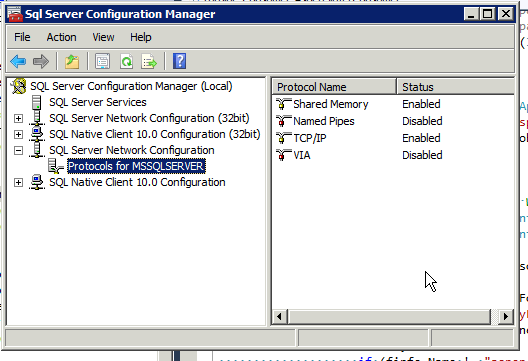 Sql Server Configuration Manager
File Action View Help
SQL Server Configuration Manager (Local)
SQL Server Services
SQL Server Network Configuration (32bit)
SQL Native Client 10.0 Configuration (32bit)
SQL Server Network Configuration
Protocols for MSSQLSERVER
SQL Native Client 10.0 Configuration
Protocol Name Status
Shared Memory Enabled
Named Pipes Disabled
TCP/IP Enabled
VIA Disabled